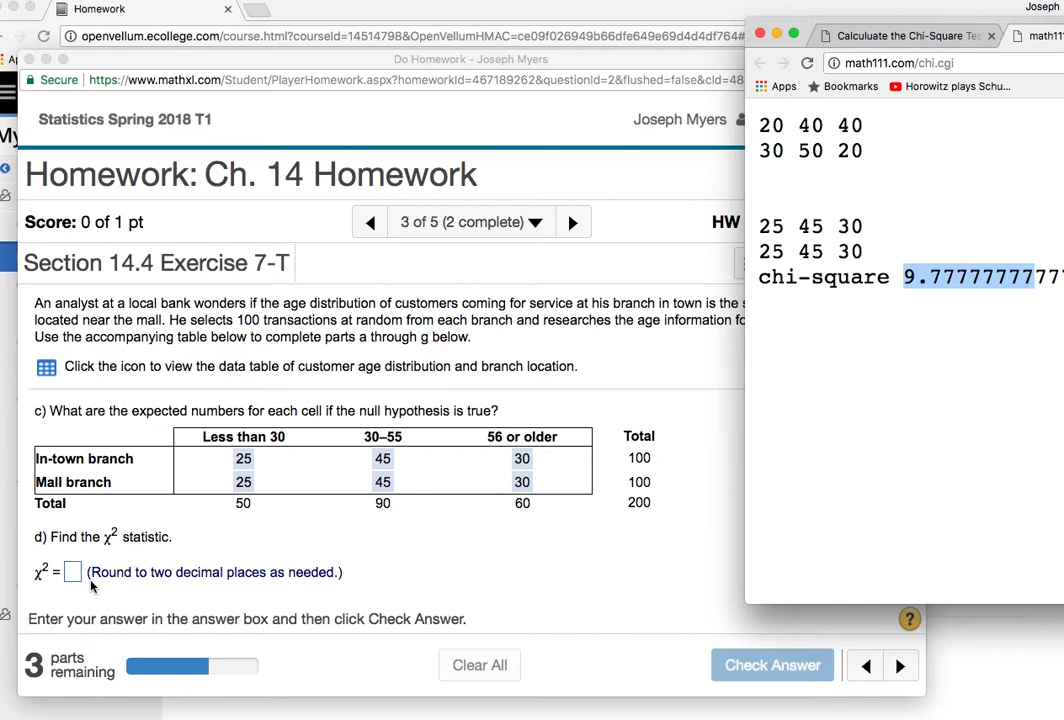 Homework
Joseph
openvellum.ecollege.com/course.html?courseId=14514798&OpenVellumHMAC=ce09f026949b66dfe649e69d4d4df764#
Do Homework - Joseph Myers
Secure https://www.mathxl.com/Student/PlayerHomework.aspx?homeworkId=467189262&questionId=2&flushed=false&cld=48
Statistics Spring 2018 T1
Joseph Myers
Homework: Ch. 14 Homework
Score: 0 of 1 pt
3 of 5 (2 complete)
HW
Section 14.4 Exercise 7-T
An analyst at a local bank wonders if the age distribution of customers coming for service at his branch in town is the s
located near the mall. He selects 100 transactions at random from each branch and researches the age information fo
Use the accompanying table below to complete parts a through g below.
Click the icon to view the data table of customer age distribution and branch location.
c) What are the expected numbers for each cell if the null hypothesis is true?
Less than 30 30–55 56 or older Total
In-town branch 25 45 30 100
Mall branch 25 45 30 100
Total 50 90 60 200
d) Find the χ² statistic.
χ² = (Round to two decimal places as needed.)
Enter your answer in the answer box and then click Check Answer.
?
3 parts
remaining
Clear All
Check Answer
Calculate the Chi-Square Tes
math11
math111.com/chi.cgi
Apps Bookmarks Horowitz plays Schu...
20 40 40
30 50 20
25 45 30
25 45 30
chi-square 9.77777777777